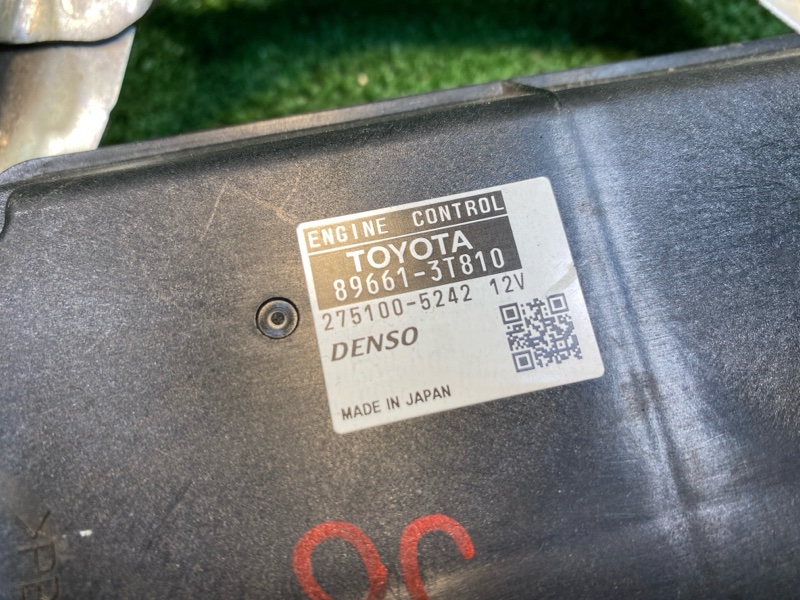 ENGINE CONTROL
TOYOTA
89661-3T810
275100-5242 12V
DENSO
MADE IN JAPAN